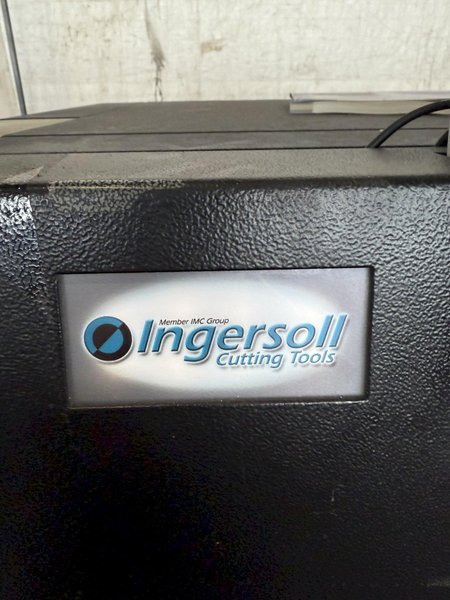 Member IMC Group
Ingersoll
Cutting Tools